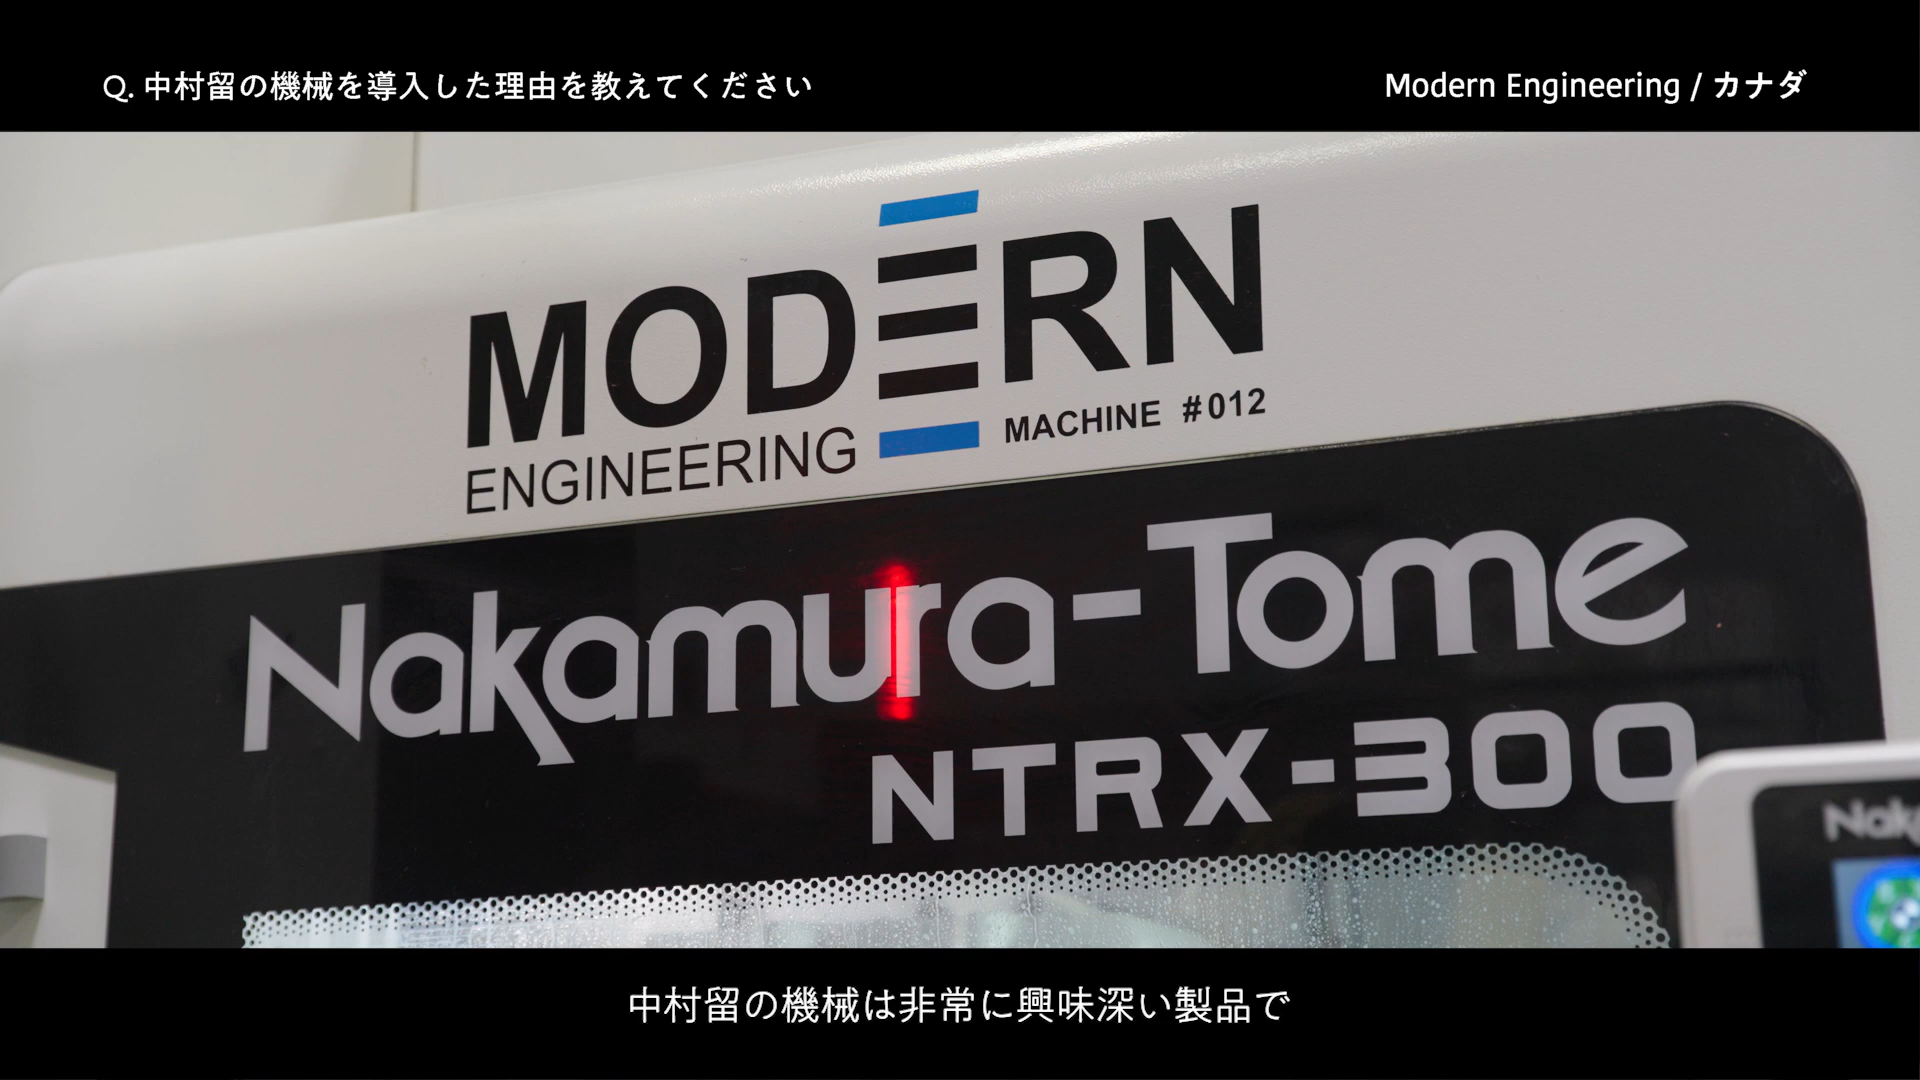 Q. 中村留の機械を導入した理由を教えてください
Modern Engineering / カナダ
MODERN
ENGINEERING
MACHINE #012
Nakamura-Tome
NTRX-300
中村留の機械は非常に興味深い製品で